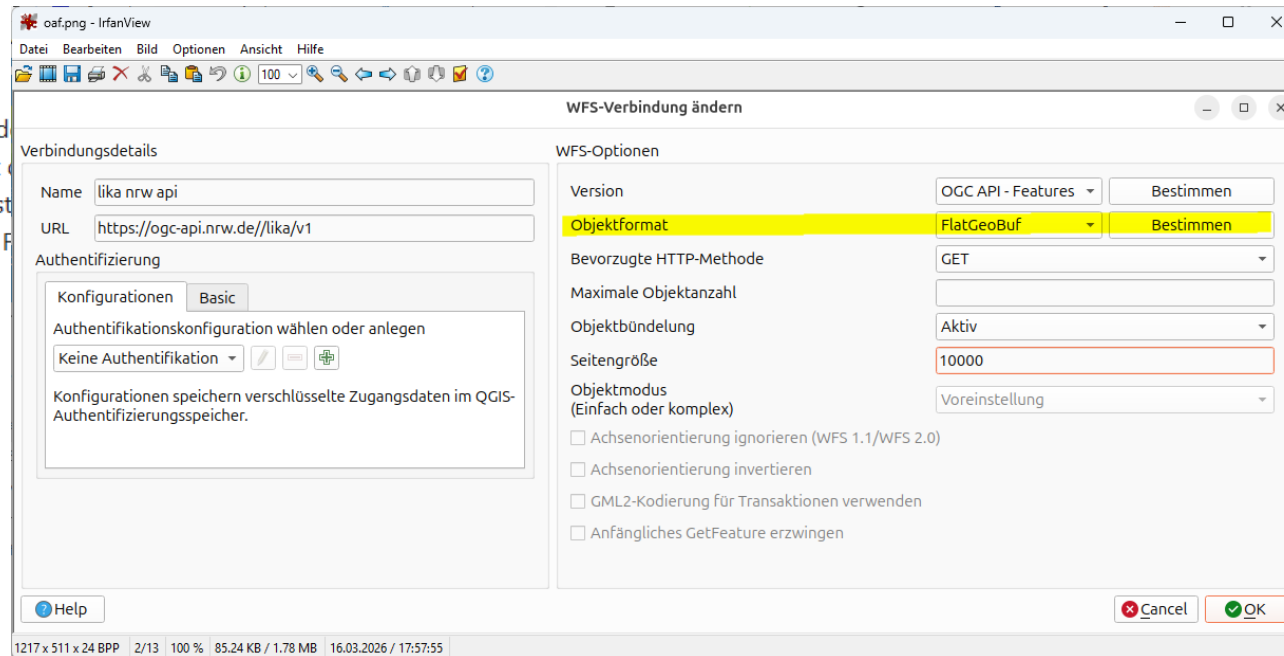 oaf.png - IrfanView
Datei Bearbeiten Bild Optionen Ansicht Hilfe
100
WFS-Verbindung ändern
Verbindungsdetails
Name lika nrw api
URL https://ogc-api.nrw.de//lika/v1
Authentifizierung
Konfigurationen Basic
Authentifikationskonfiguration wählen oder anlegen
Keine Authentifikation
Konfigurationen speichern verschlüsselte Zugangsdaten im QGIS-
Authentifizierungsspeicher.
WFS-Optionen
Version OGC API - Features Bestimmen
Objektformat FlatGeoBuf Bestimmen
Bevorzugte HTTP-Methode GET
Maximale Objektanzahl
Objektbündelung Aktiv
Seitengröße 10000
Objektmodus
(Einfach oder komplex) Voreinstellung
Achsenorientierung ignorieren (WFS 1.1/WFS 2.0)
Achsenorientierung invertieren
GML2-Kodierung für Transaktionen verwenden
Anfängliches GetFeature erzwingen
Help Cancel OK
1217 x 511 x 24 BPP 2/13 100 % 85.24 KB / 1.78 MB 16.03.2026 / 17:57:55